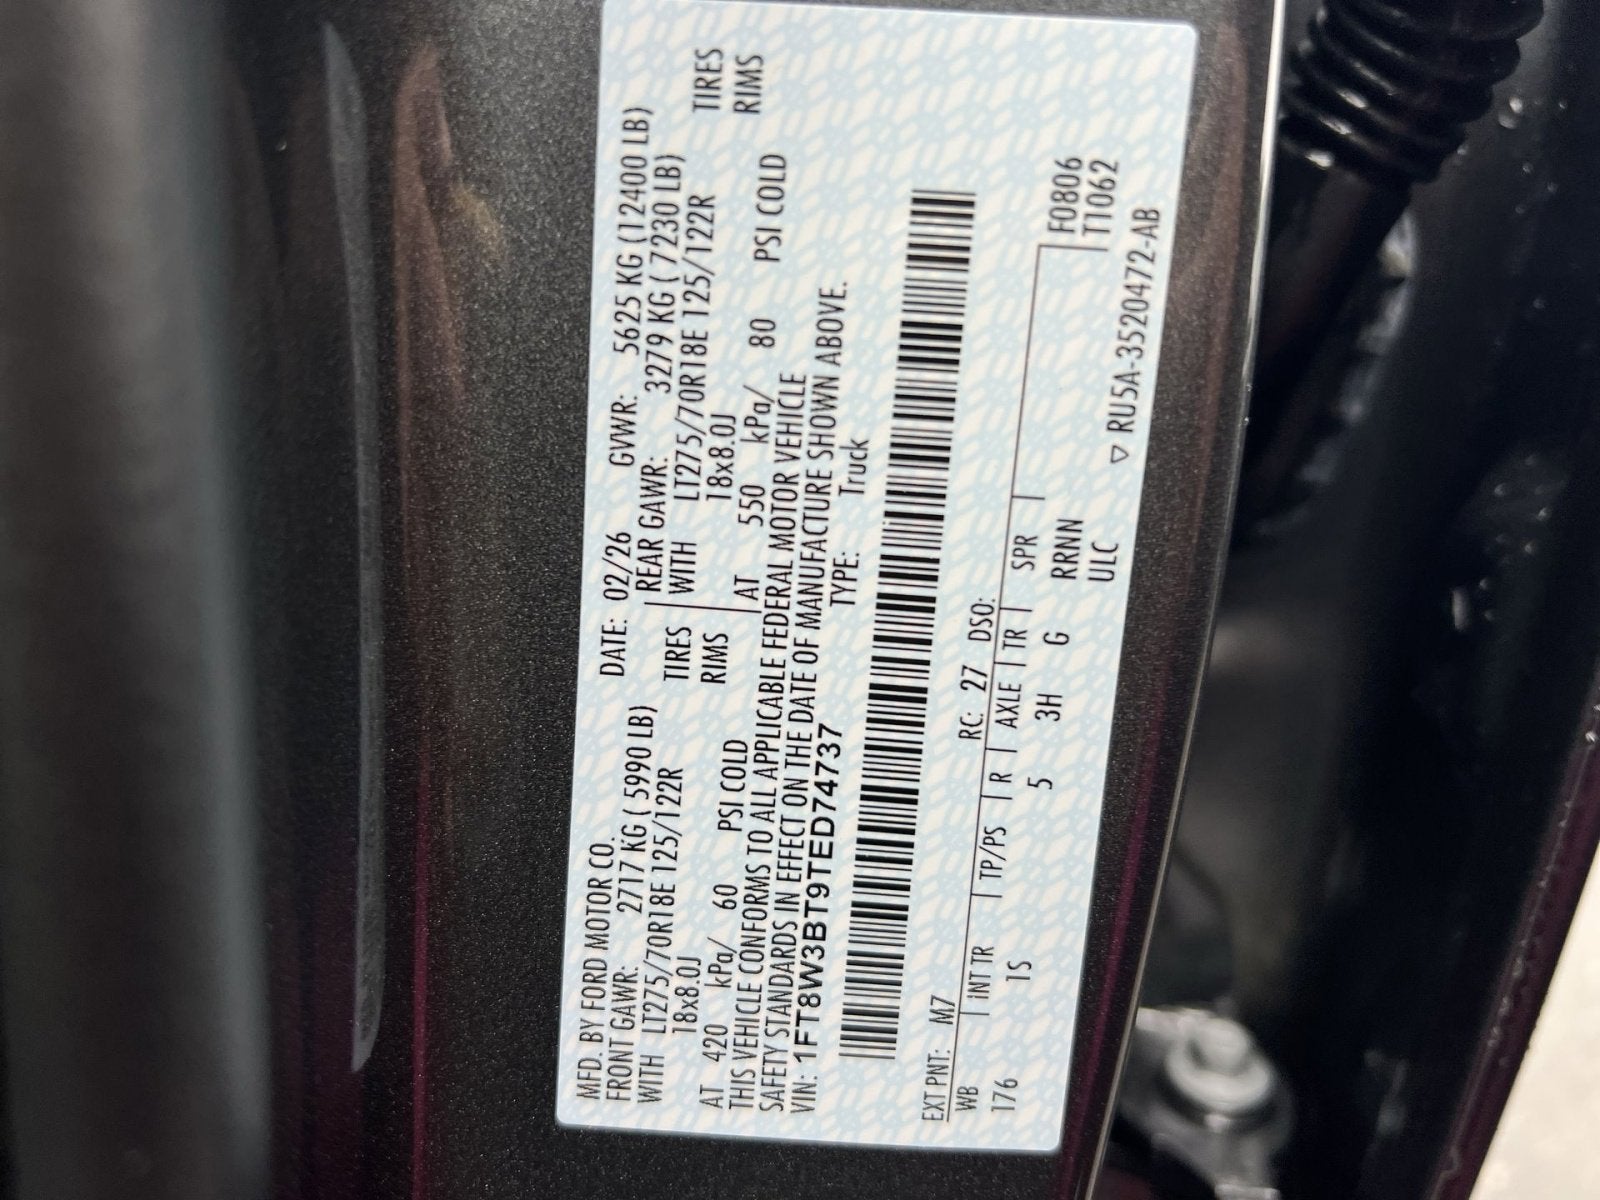 MFD. BY FORD MOTOR CO.
DATE: 02/26 GVWR: 5625 KG (12400 LB)
FRONT GAWR: 2717 KG ( 5990 LB) REAR GAWR: 3279 KG ( 7230 LB)
WITH LT275/70R18E 125/122R TIRES WITH LT275/70R18E 125/122R TIRES
18x8.0J RIMS 18x8.0J RIMS
AT 420 kPa/ 60 PSI COLD AT 550 kPa/ 80 PSI COLD
THIS VEHICLE CONFORMS TO ALL APPLICABLE FEDERAL MOTOR VEHICLE
SAFETY STANDARDS IN EFFECT ON THE DATE OF MANUFACTURE SHOWN ABOVE.
VIN: 1FT8W3BT9TED74737 TYPE: Truck
EXT PNT: M7 RC: 27 DSO:
WB INT TR TP/PS R AXLE TR SPR F0806
176 1S 5 3H G RRNN T1062
ULC
▽ RU5A-3520472-AB